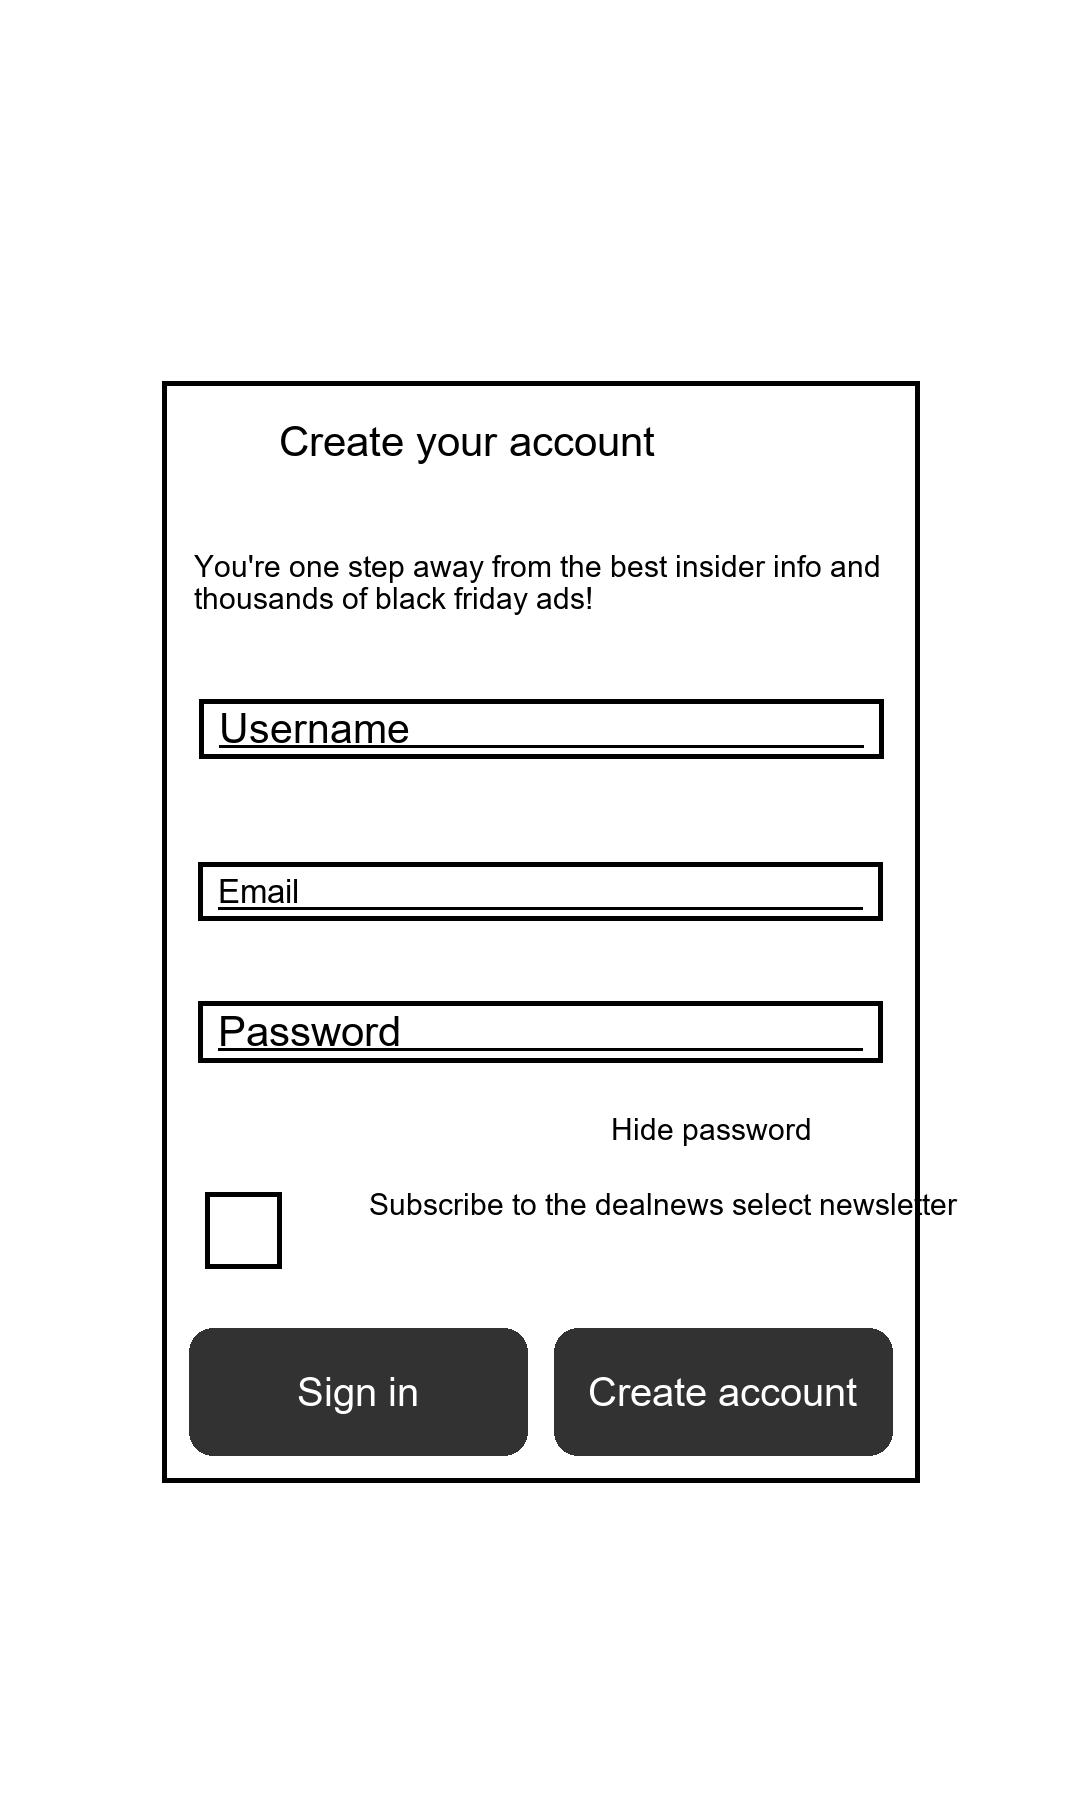 Create your account
You're one step away from the best insider info and
thousands of black friday ads!
Username
Email
Password
Hide password
Subscribe to the dealnews select newsletter
Sign in
Create account